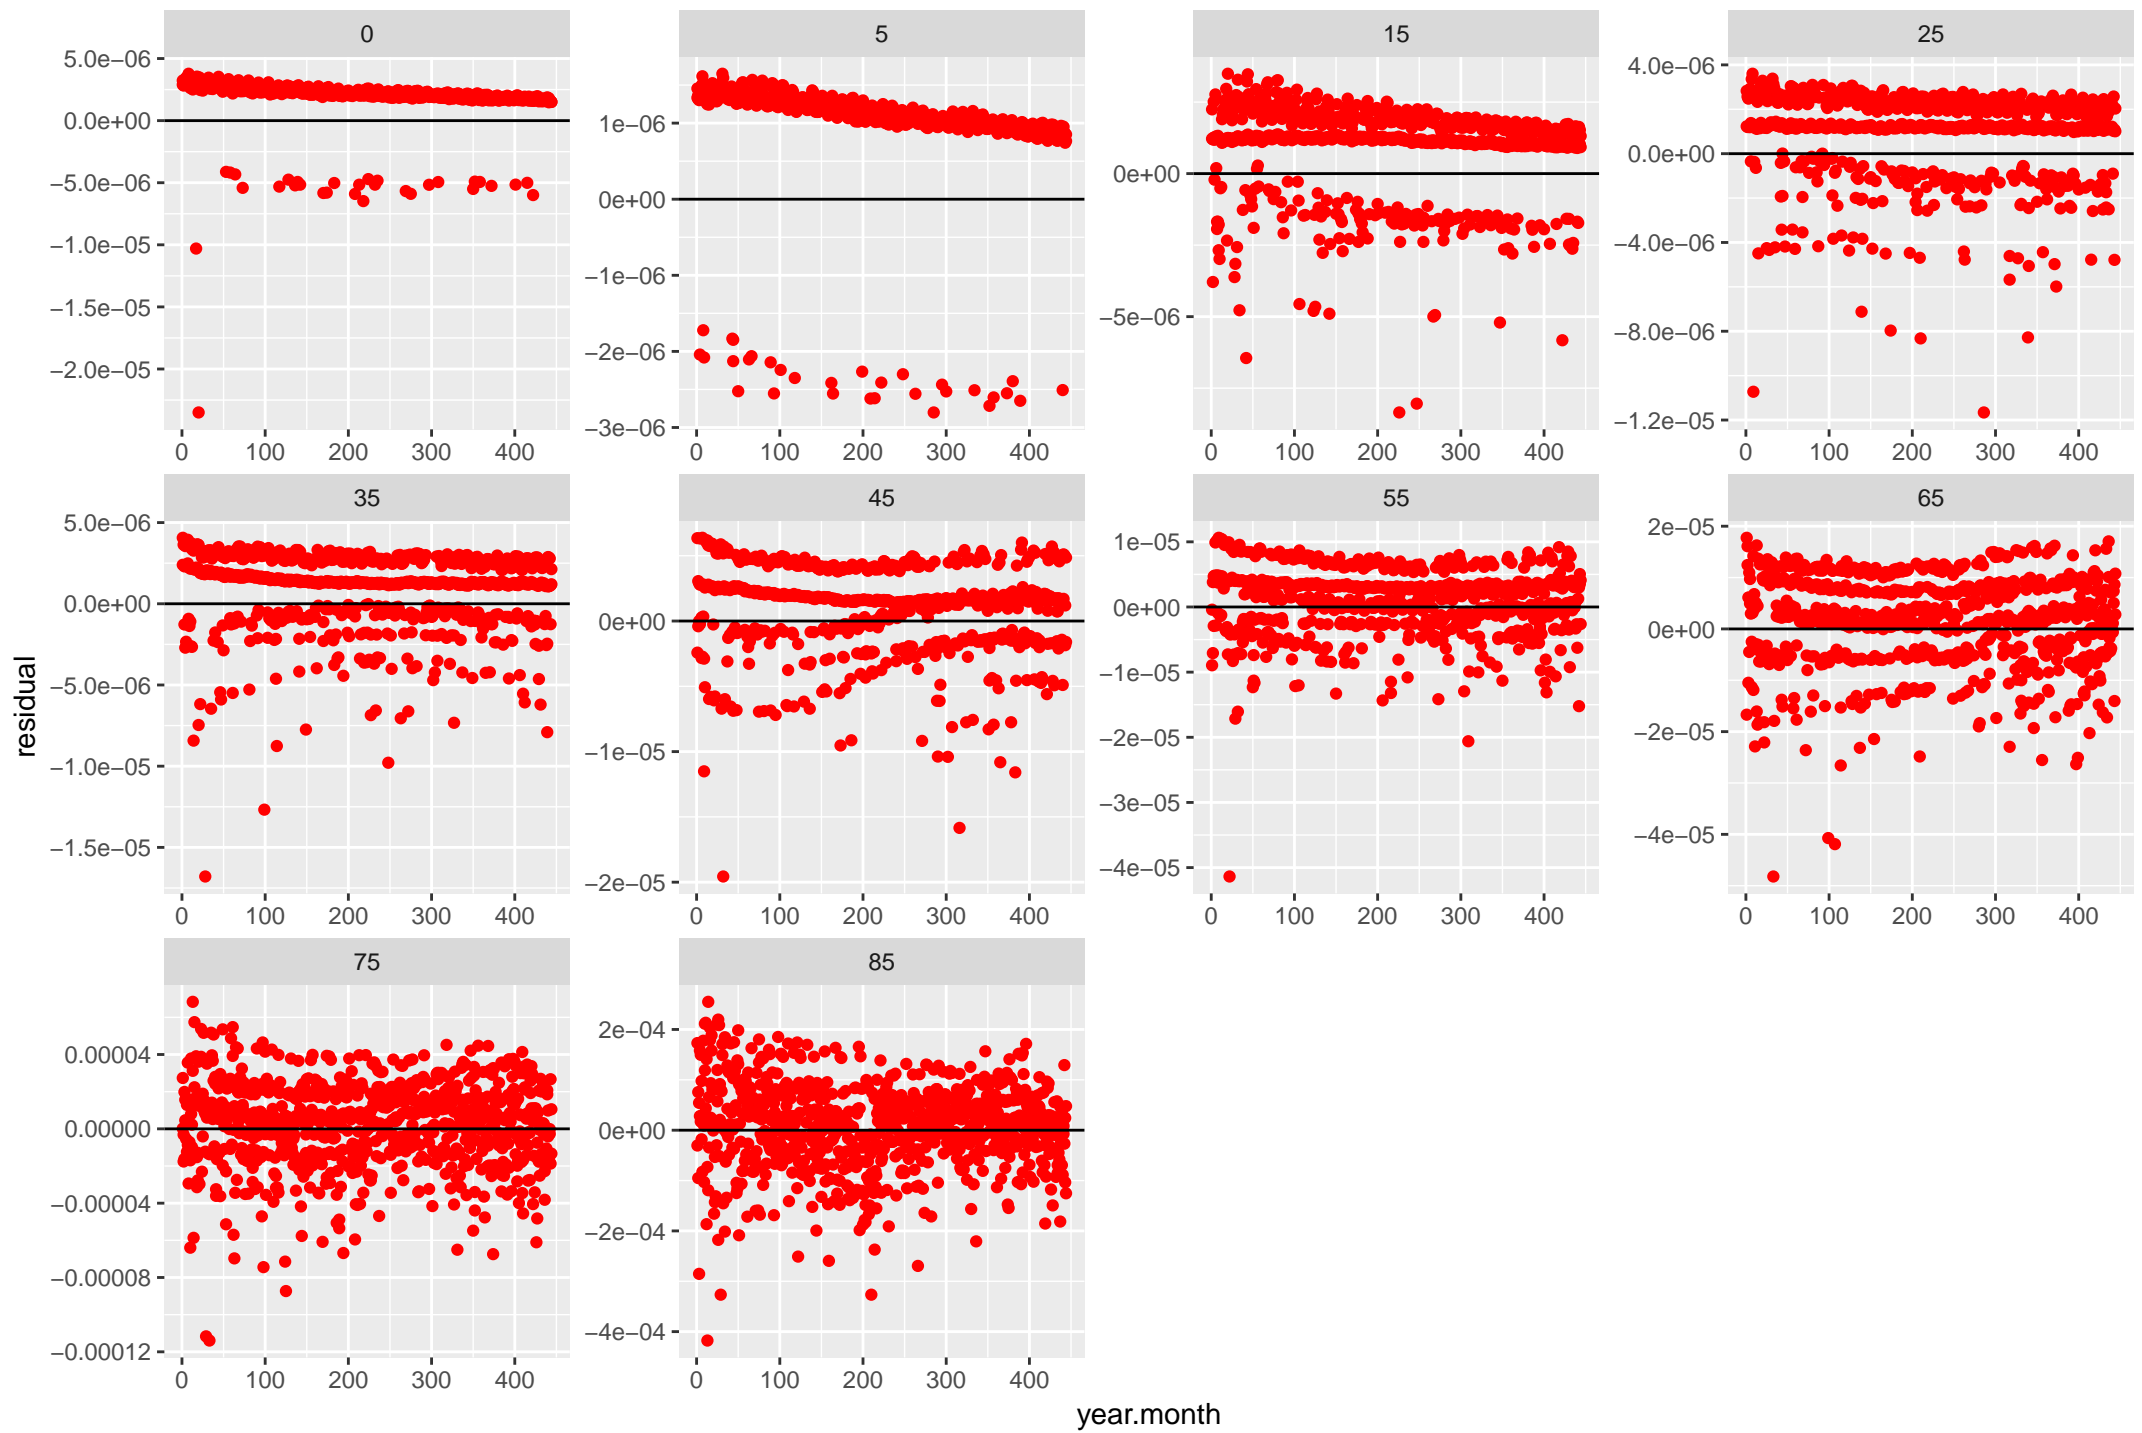 0 5 15 25
5.0e−06
0.0e+00
−5.0e−06
−1.0e−05
−1.5e−05
−2.0e−05
1e−06
0e+00
−1e−06
−2e−06
−3e−06
0e+00
−5e−06
4.0e−06
0.0e+00
−4.0e−06
−8.0e−06
−1.2e−05
0 100 200 300 400 0 100 200 300 400 0 100 200 300 400 0 100 200 300 400
35 45 55 65
5.0e−06
0.0e+00
−5.0e−06
−1.0e−05
−1.5e−05
0e+00
−1e−05
−2e−05
1e−05
0e+00
−1e−05
−2e−05
−3e−05
−4e−05
2e−05
0e+00
−2e−05
−4e−05
0 100 200 300 400 0 100 200 300 400 0 100 200 300 400 0 100 200 300 400
75 85
0.00004
0.00000
−0.00004
−0.00008
−0.00012
2e−04
0e+00
−2e−04
−4e−04
0 100 200 300 400 0 100 200 300 400
year.month
residual